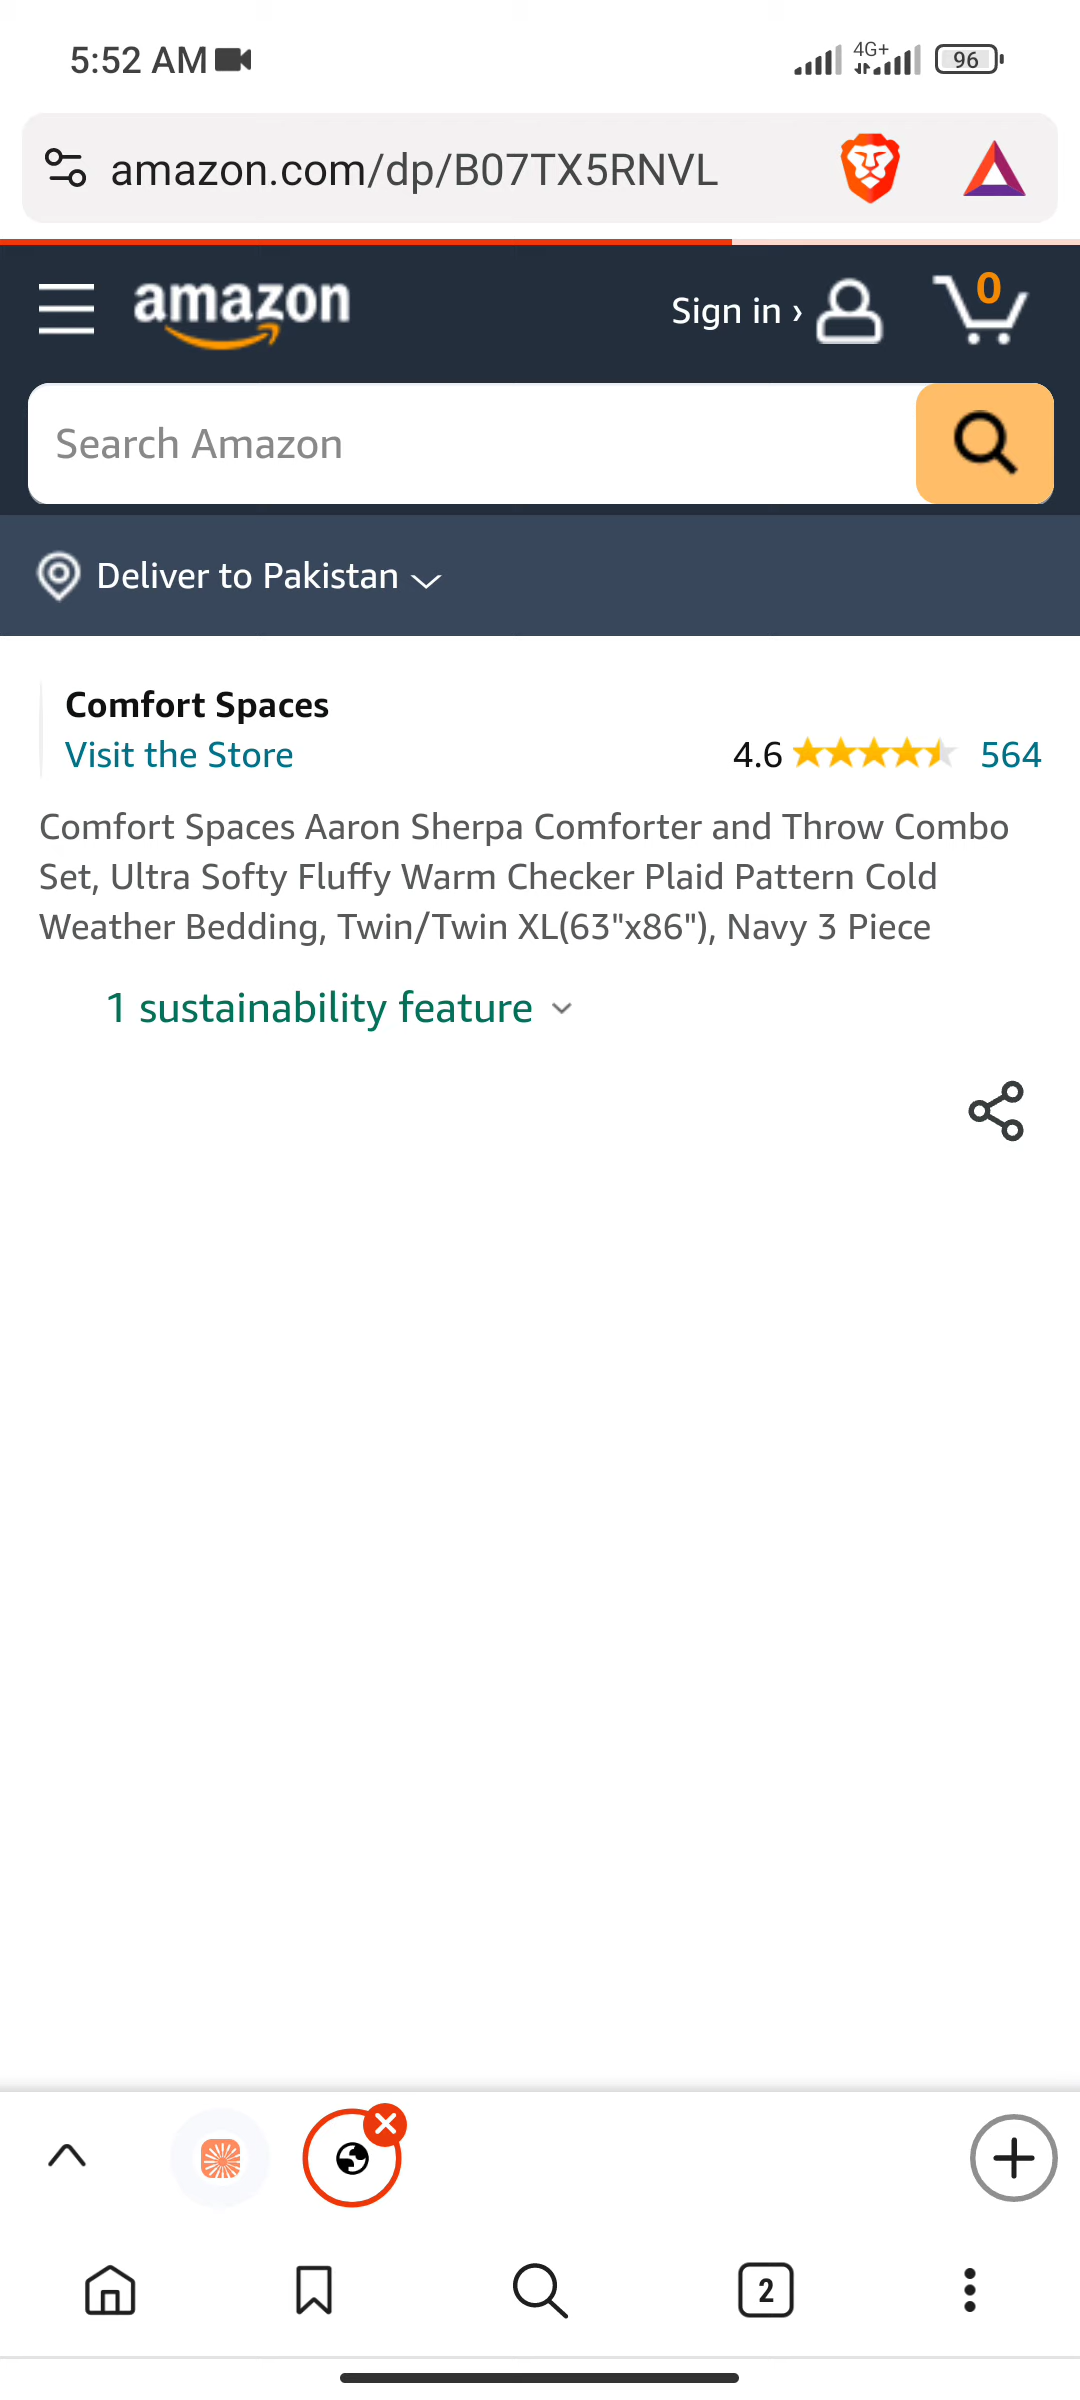 5:52 AM
4G+
96
amazon.com/dp/B07TX5RNVL
amazon
Sign in ›
0
Search Amazon
Deliver to Pakistan
Comfort Spaces
Visit the Store
4.6
564
Comfort Spaces Aaron Sherpa Comforter and Throw Combo
Set, Ultra Softy Fluffy Warm Checker Plaid Pattern Cold
Weather Bedding, Twin/Twin XL(63"x86"), Navy 3 Piece
1 sustainability feature
2